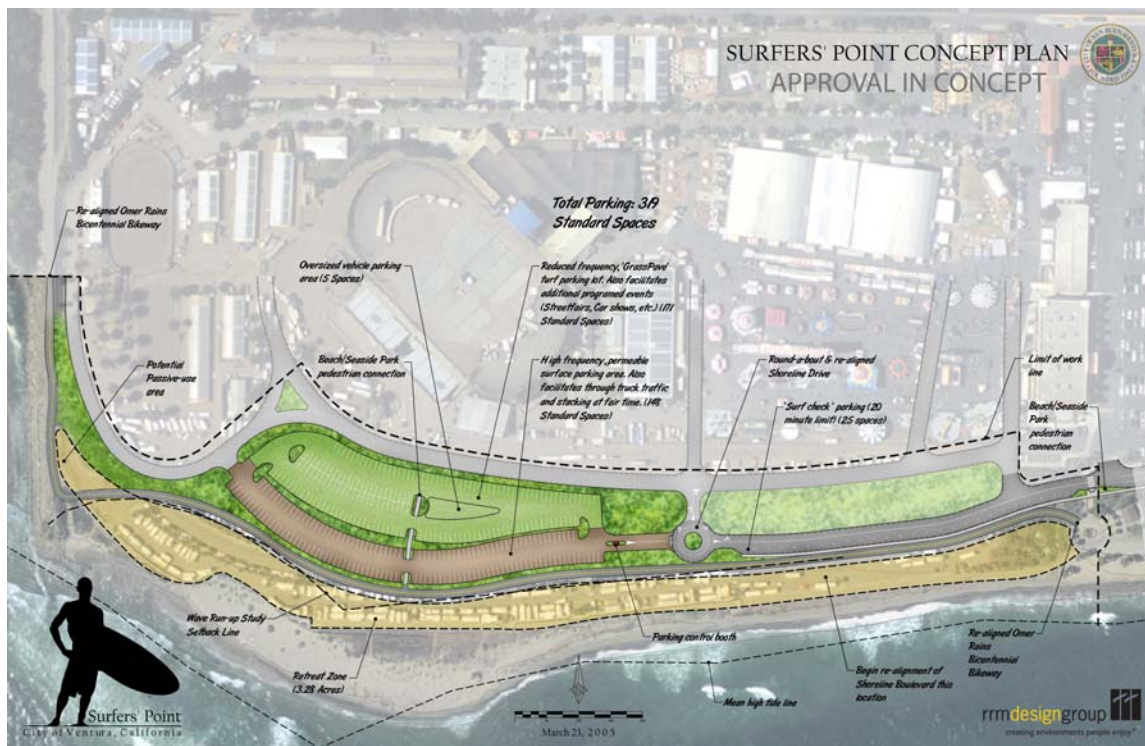 SURFERS' POINT CONCEPT PLAN
APPROVAL IN CONCEPT
Re-aligned Omer Rains
Bicentennial Bikeway
Total Parking: 319
Standard Spaces
Oversized vehicle parking
area (5 Spaces)
Reduced frequency, 'GrassPave'
turf parking lot. Also facilitates
additional programed events
(Streetfairs, Car shows, etc.) (171
Standard Spaces)
Potential
Passive-use
area
Beach/Seaside Park
pedestrian connection
High frequency, permeable
surface parking area. Also
facilitates through truck traffic
and stacking at fair time. (148
Standard Spaces)
Round-a-bout & re-aligned
Shoreline Drive
'Surf check' parking (20
minute limit!) (25 spaces)
Limit of work
line
Beach/Seaside
Park
pedestrian
connection
Wave Run-up Study
Setback Line
Retreat Zone
(3.28 Acres)
Parking control booth
Mean high tide line
Begin re-alignment of
Shoreline Boulevard this
location
Re-aligned Omer
Rains
Bicentennial
Bikeway
Surfers' Point
City of Ventura, California
March 21, 2005
rrmdesigngroup
creating environments people enjoy